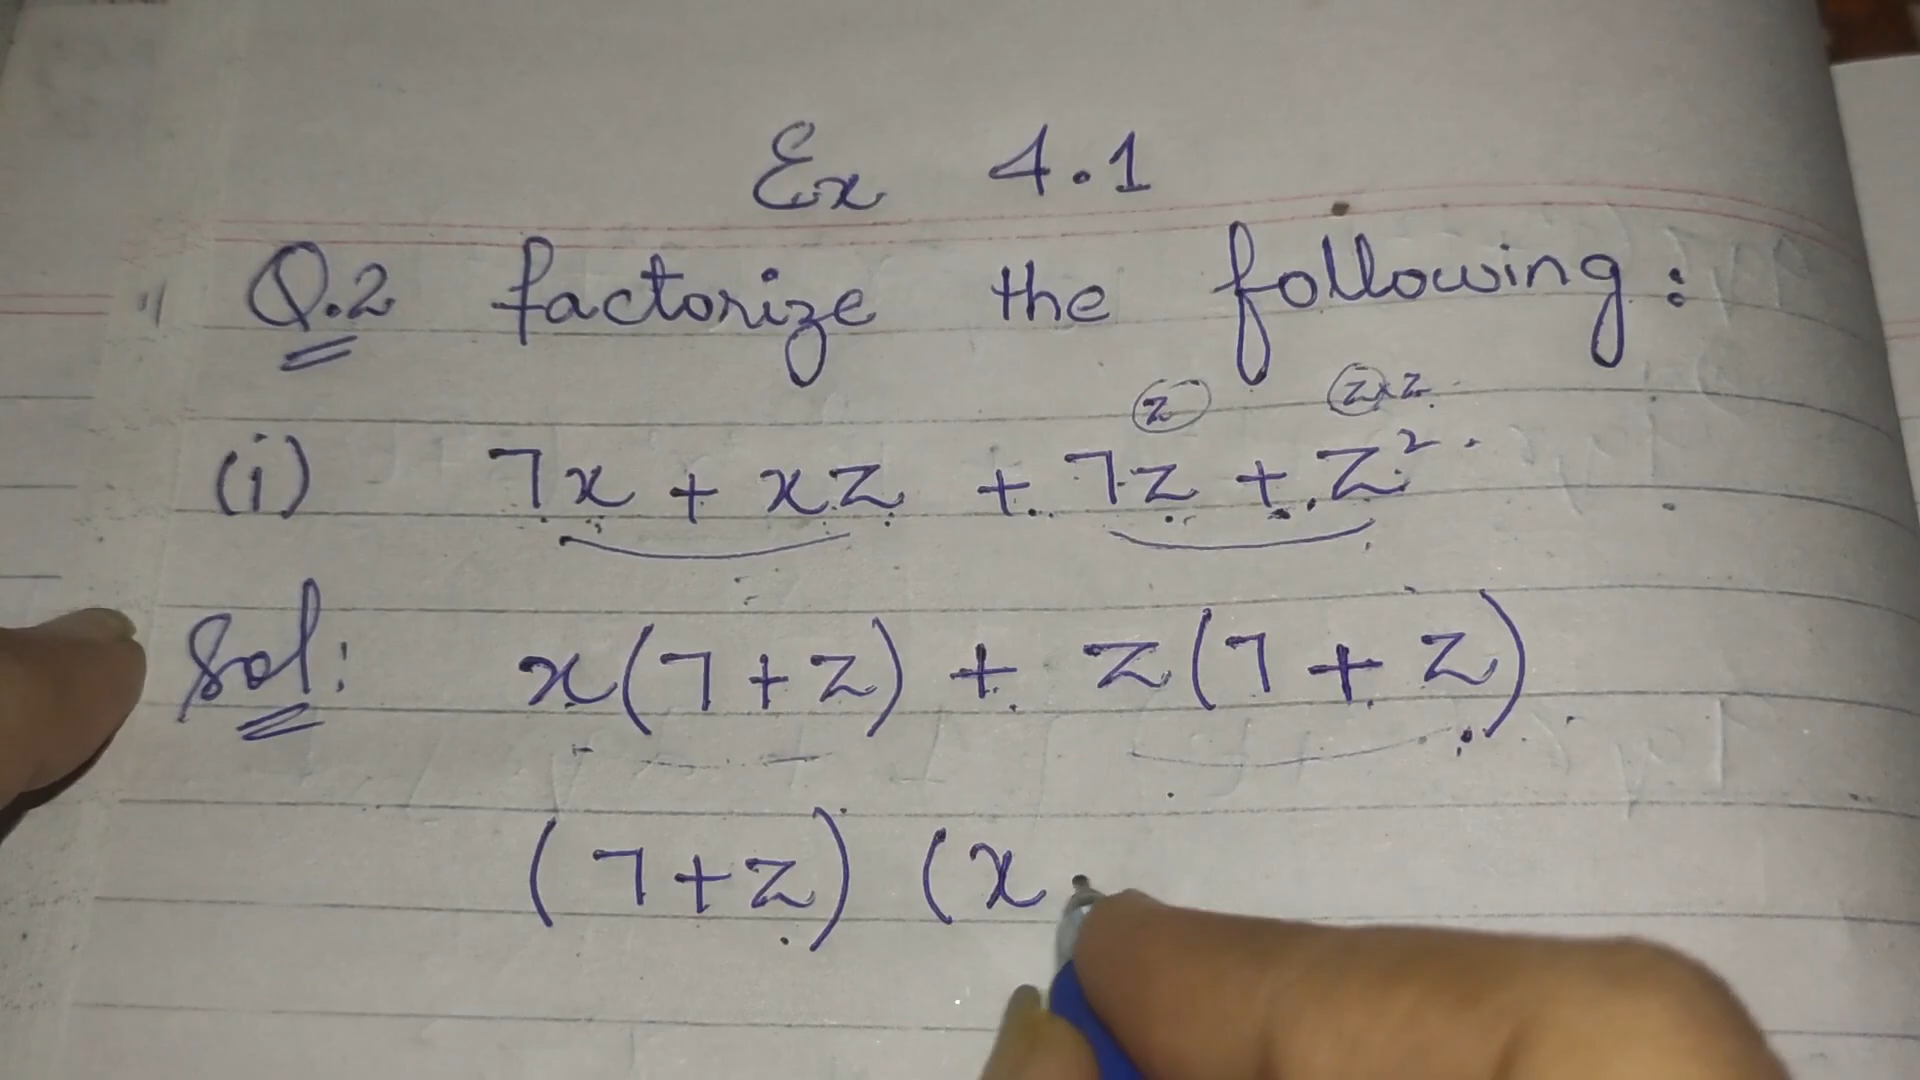 Ex 4.1
Q.2 factorize the following:
z z×z
(i) 7x + xz + 7z + z²
Sol: x(7+z) + z(7+z)
(7+z) (x